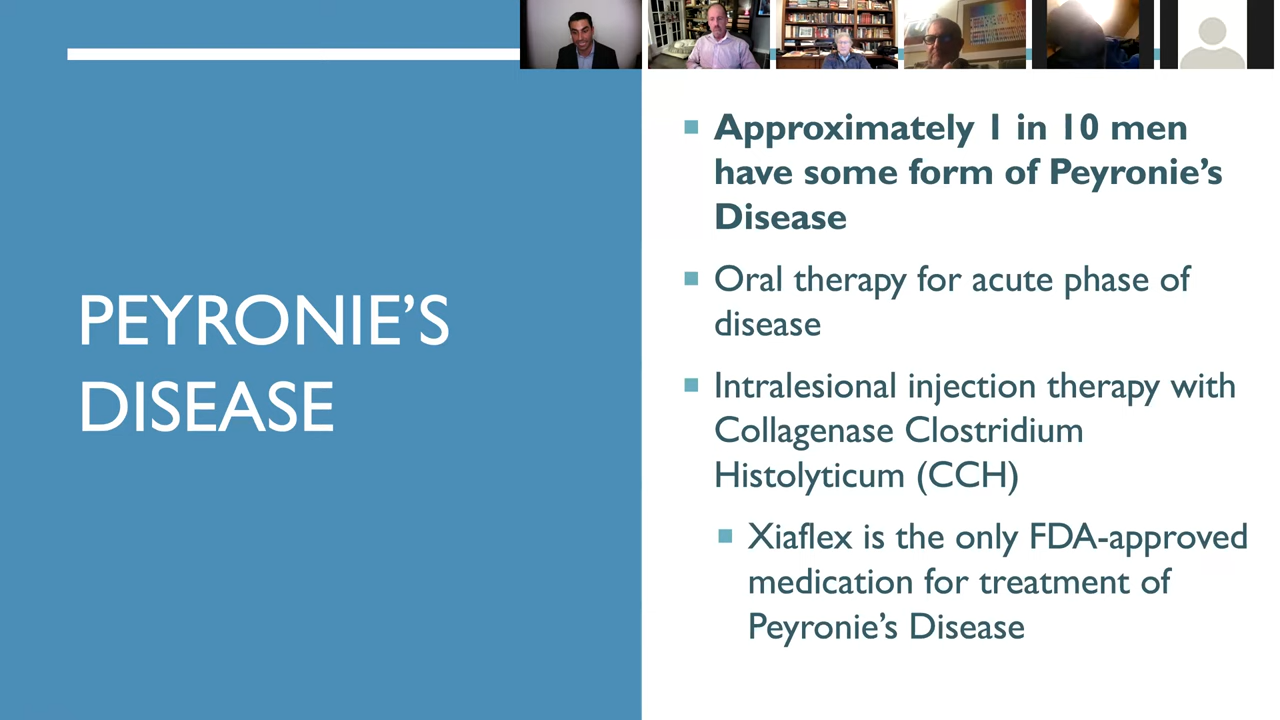 PEYRONIE'S
DISEASE
Approximately 1 in 10 men
have some form of Peyronie's
Disease
Oral therapy for acute phase of
disease
Intralesional injection therapy with
Collagenase Clostridium
Histolyticum (CCH)
Xiaflex is the only FDA-approved
medication for treatment of
Peyronie's Disease